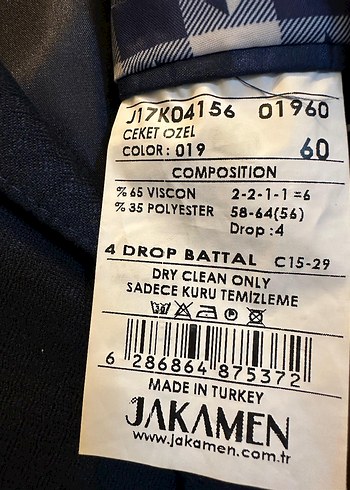 J17K04156 01960
CEKET OZEL
COLOR: 019 60
COMPOSITION
%65 VISCON 2-2-1-1=6
%35 POLYESTER 58-64(56)
Drop:4
4 DROP BATTAL C15-29
DRY CLEAN ONLY
SADECE KURU TEMIZLEME
6 286864 875372
MADE IN TURKEY
JAKAMEN
www.jakamen.com.tr